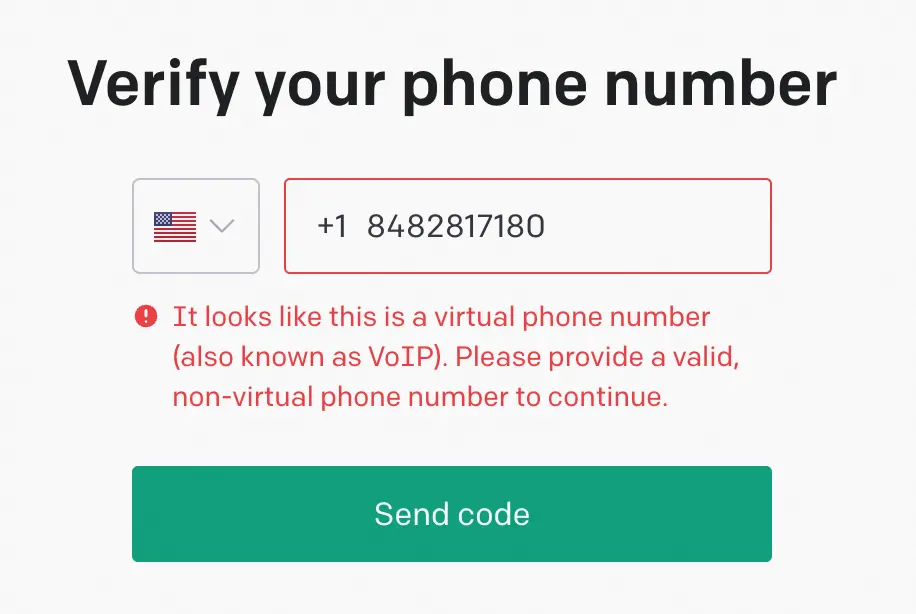 Verify your phone number
+1 8482817180
It looks like this is a virtual phone number
(also known as VoIP). Please provide a valid,
non-virtual phone number to continue.
Send code